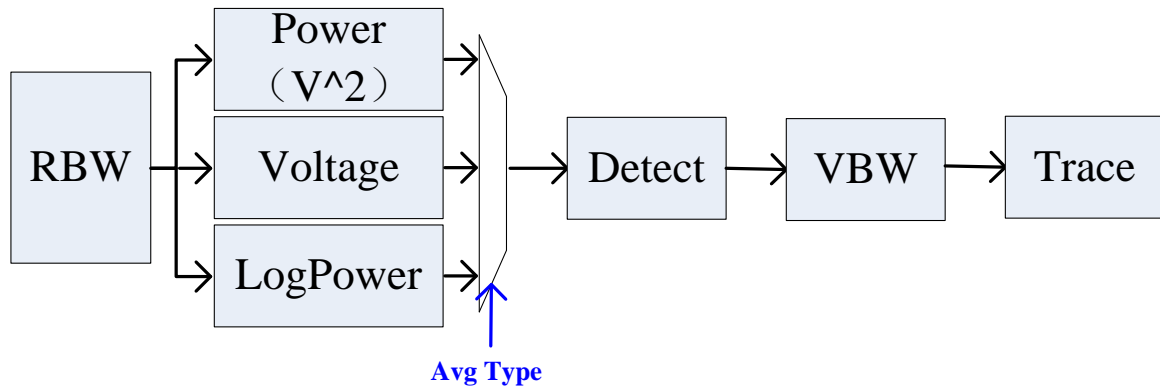 RBW
Power
（V^2）
Voltage
LogPower
Detect
VBW
Trace
Avg Type